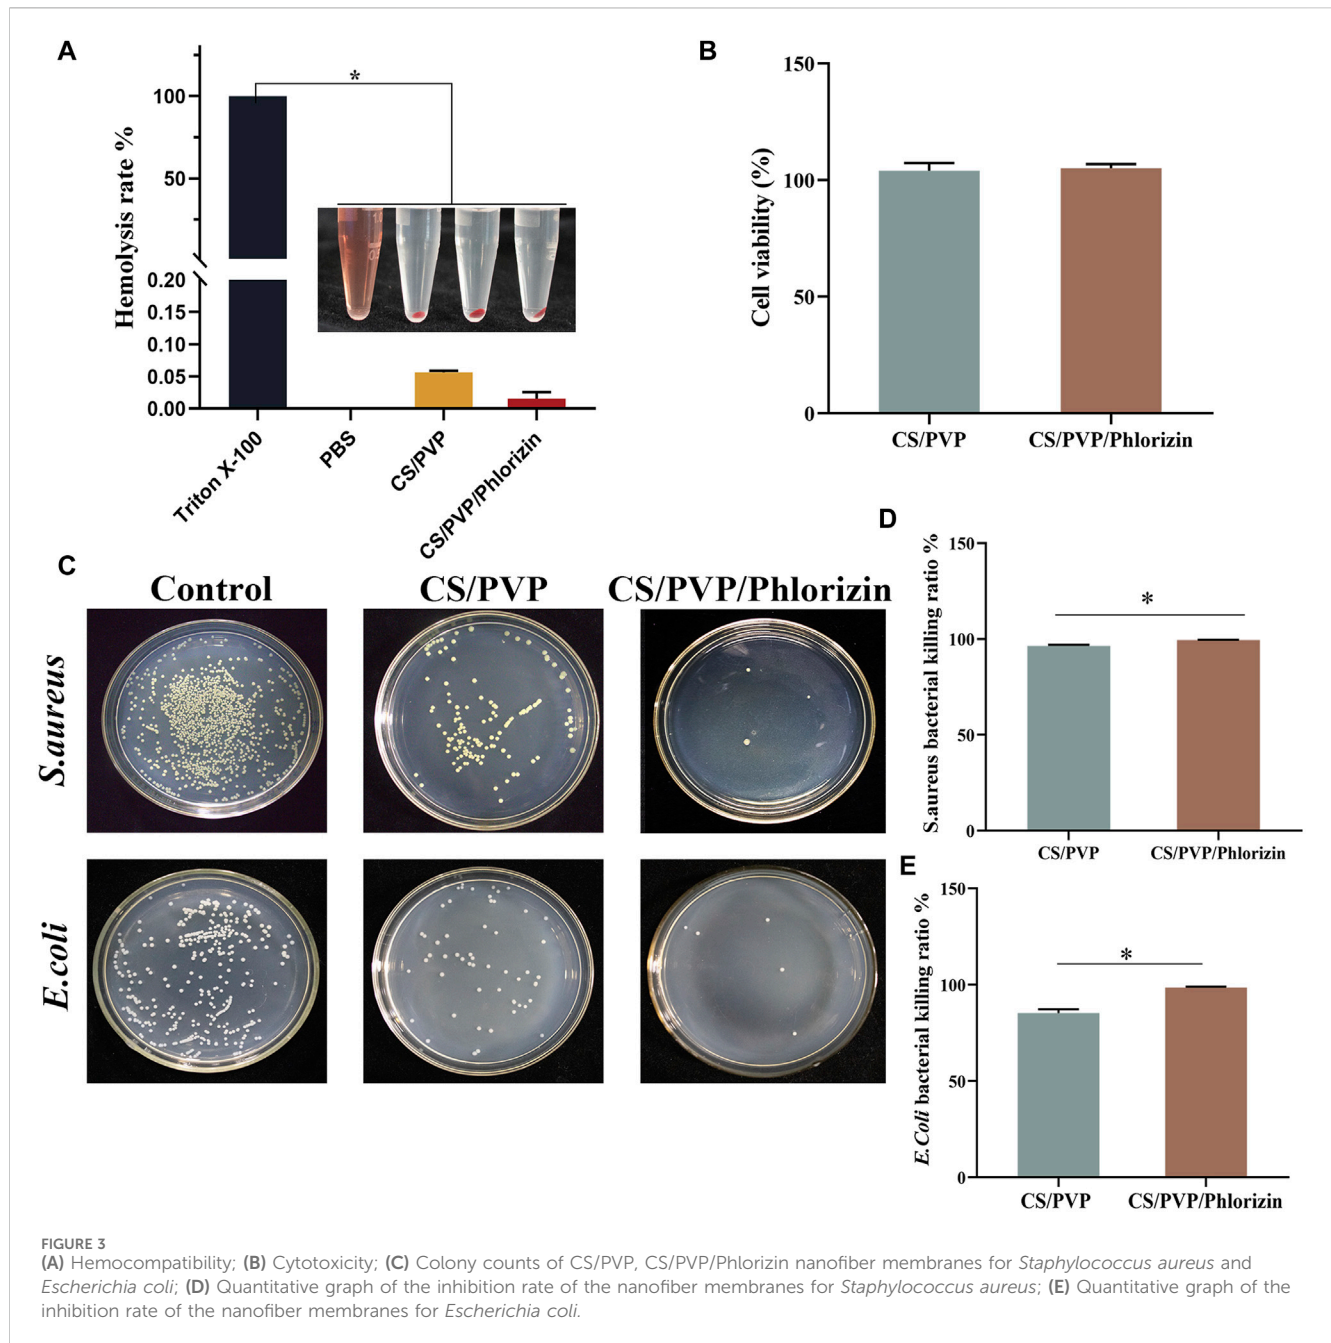 A
Hemolysis rate %
100
50
0.20
0.15
0.10
0.05
0.00
*
Triton X-100
PBS
CS/PVP
CS/PVP/Phlorizin
B
Cell viability (%)
150
100
50
0
CS/PVP
CS/PVP/Phlorizin
C
Control
CS/PVP
CS/PVP/Phlorizin
S.aureus
E.coli
D
S.aureus bacterial killing ratio %
150
100
50
0
*
CS/PVP
CS/PVP/Phlorizin
E
E.Coli bacterial killing ratio %
150
100
50
0
*
CS/PVP
CS/PVP/Phlorizin
FIGURE 3
(A) Hemocompatibility; (B) Cytotoxicity; (C) Colony counts of CS/PVP, CS/PVP/Phlorizin nanofiber membranes for Staphylococcus aureus and
Escherichia coli; (D) Quantitative graph of the inhibition rate of the nanofiber membranes for Staphylococcus aureus; (E) Quantitative graph of the
inhibition rate of the nanofiber membranes for Escherichia coli.